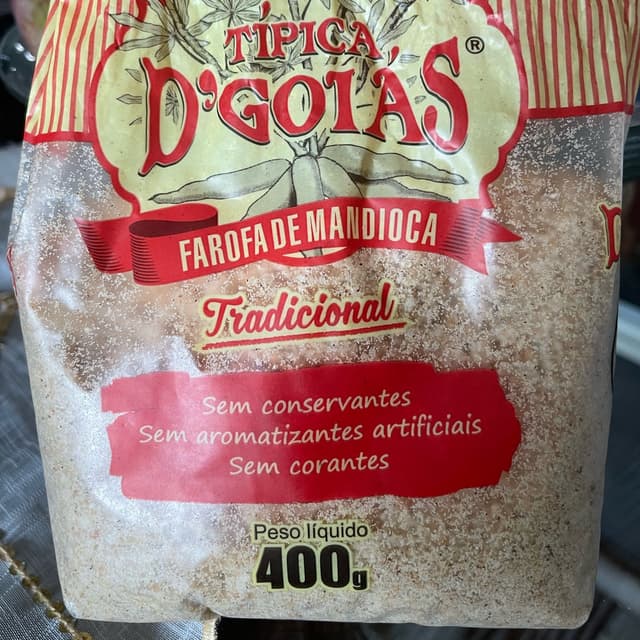 TÍPICA
D'GOIÁS®
FAROFA DE MANDIOCA
Tradicional
Sem conservantes
Sem aromatizantes artificiais
Sem corantes
Peso líquido
400g